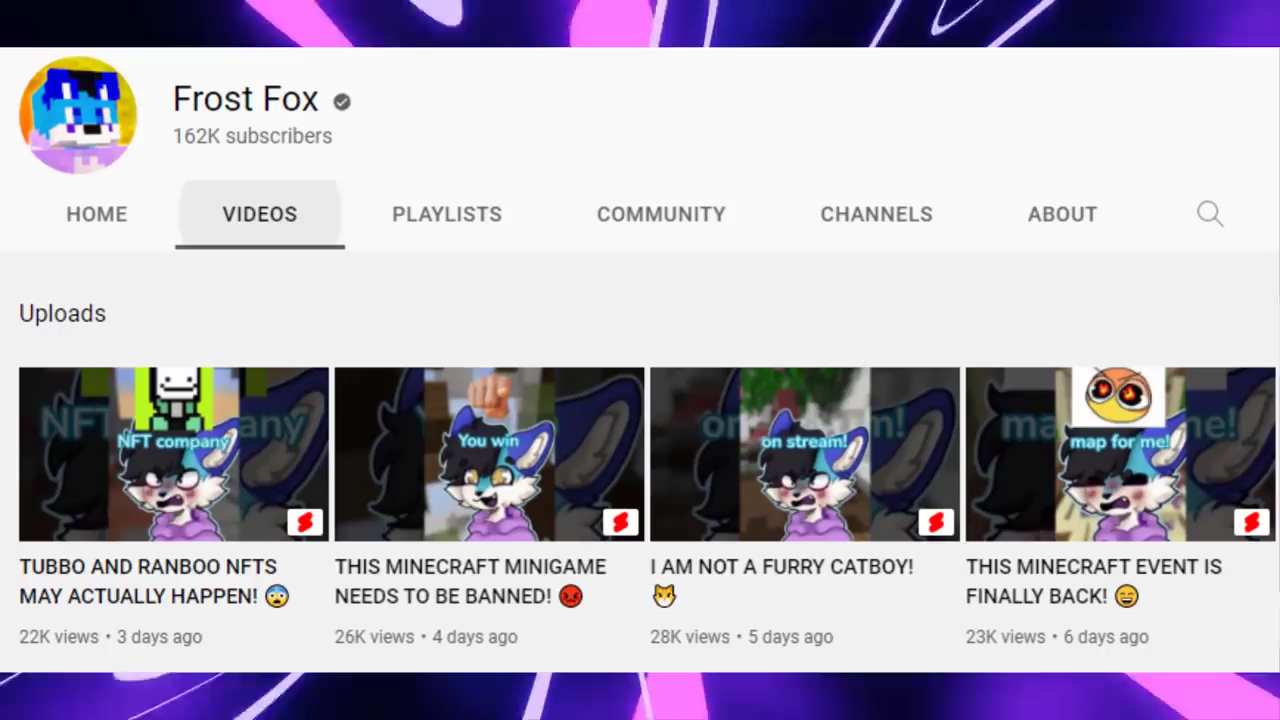 Frost Fox
162K subscribers
HOME VIDEOS PLAYLISTS COMMUNITY CHANNELS ABOUT
Uploads
NFT company
You win
on stream!
map for me!
TUBBO AND RANBOO NFTS
MAY ACTUALLY HAPPEN! 😨
22K views • 3 days ago
THIS MINECRAFT MINIGAME
NEEDS TO BE BANNED! 😡
26K views • 4 days ago
I AM NOT A FURRY CATBOY!
😼
28K views • 5 days ago
THIS MINECRAFT EVENT IS
FINALLY BACK! 😄
23K views • 6 days ago